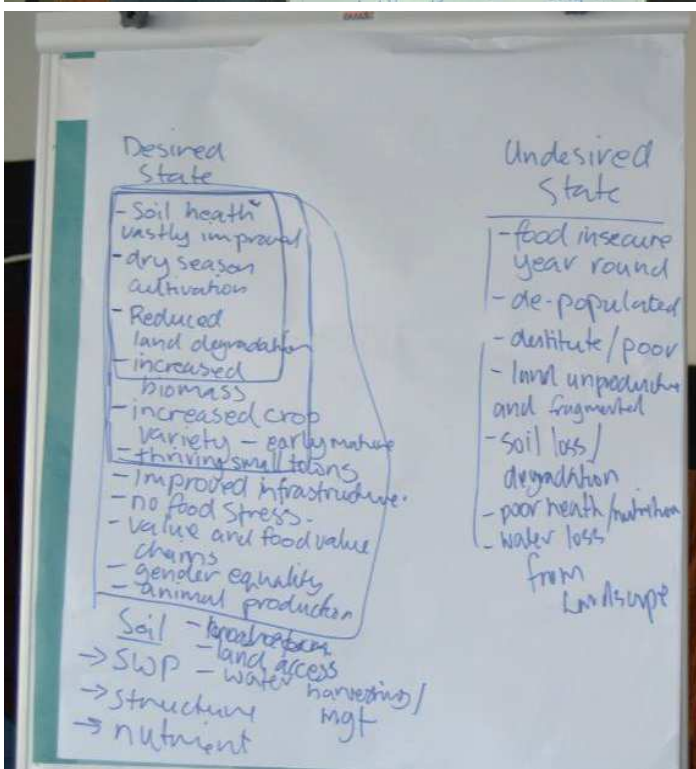 Desired
State
- Soil heath
vastly improved
- dry season
cultivation
- Reduced
land degradation
- increased
biomass
- increased crop
variety - early mature
- thriving small towns
- improved infrastructure.
- no food stress.
- value and food value
chains
- gender equality
- animal production
Soil -
- land access
→ SWP - water harvesting/
mgt
→ structure
→ nutrient
Undesired
State
- food insecure
year round
- de-populated
- destitute/poor
- land unproductive
and fragmented
- soil loss/
degradation
- poor heath/nutrition
- water loss
from
landscape